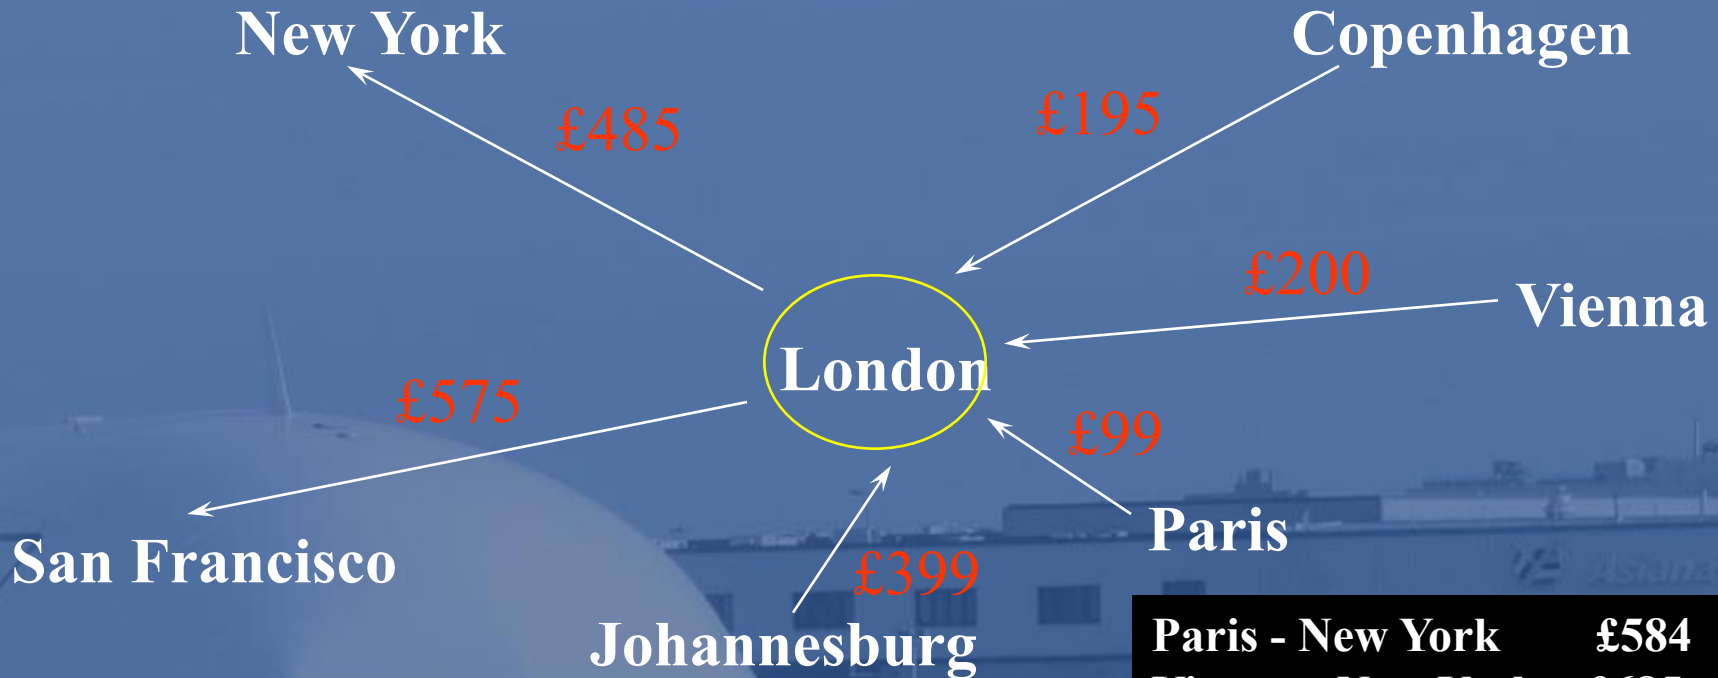 New York
Copenhagen
£485
£195
£200
Vienna
London
£575
£99
San Francisco
Paris
£399
Asiana
Johannesburg
Paris - New York £584